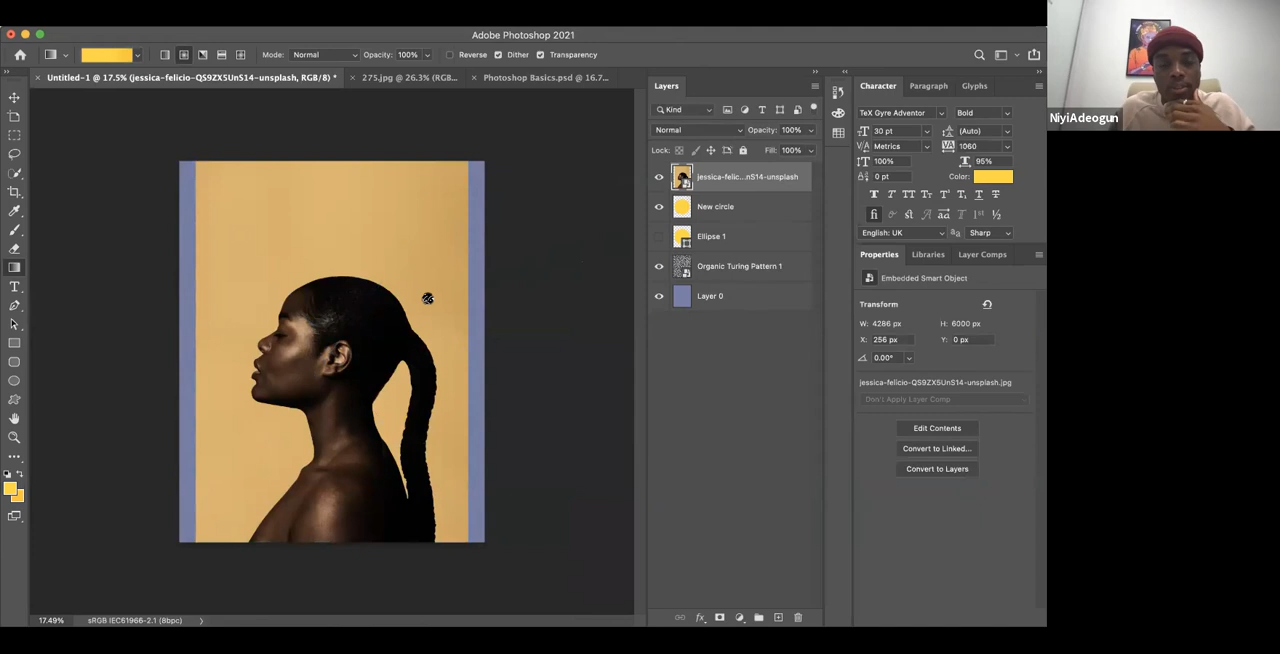 Adobe Photoshop 2021
Mode: Normal Opacity: 100% Reverse Dither Transparency
Untitled-1 @ 17.5% (jessica-felicio-QS9ZX5UnS14-unsplash, RGB/8) * 275.jpg @ 26.3% (RGB... Photoshop Basics.psd @ 16.7...
NiyiAdeogun
Layers
Kind
Normal Opacity: 100%
Lock: Fill: 100%
jessica-felic...nS14-unsplash
New circle
Ellipse 1
Organic Turing Pattern 1
Layer 0
Character Paragraph Glyphs
TeX Gyre Adventor Bold
30 pt (Auto)
Metrics 1060
100% 95%
0 pt Color:
English: UK Sharp
Properties Libraries Layer Comps
Embedded Smart Object
Transform
W: 4286 px H: 6000 px
X: 256 px Y: 0 px
0.00°
jessica-felicio-QS9ZX5UnS14-unsplash.jpg
Don't Apply Layer Comp
Edit Contents
Convert to Linked...
Convert to Layers
17.49% sRGB IEC61966-2.1 (8bpc)